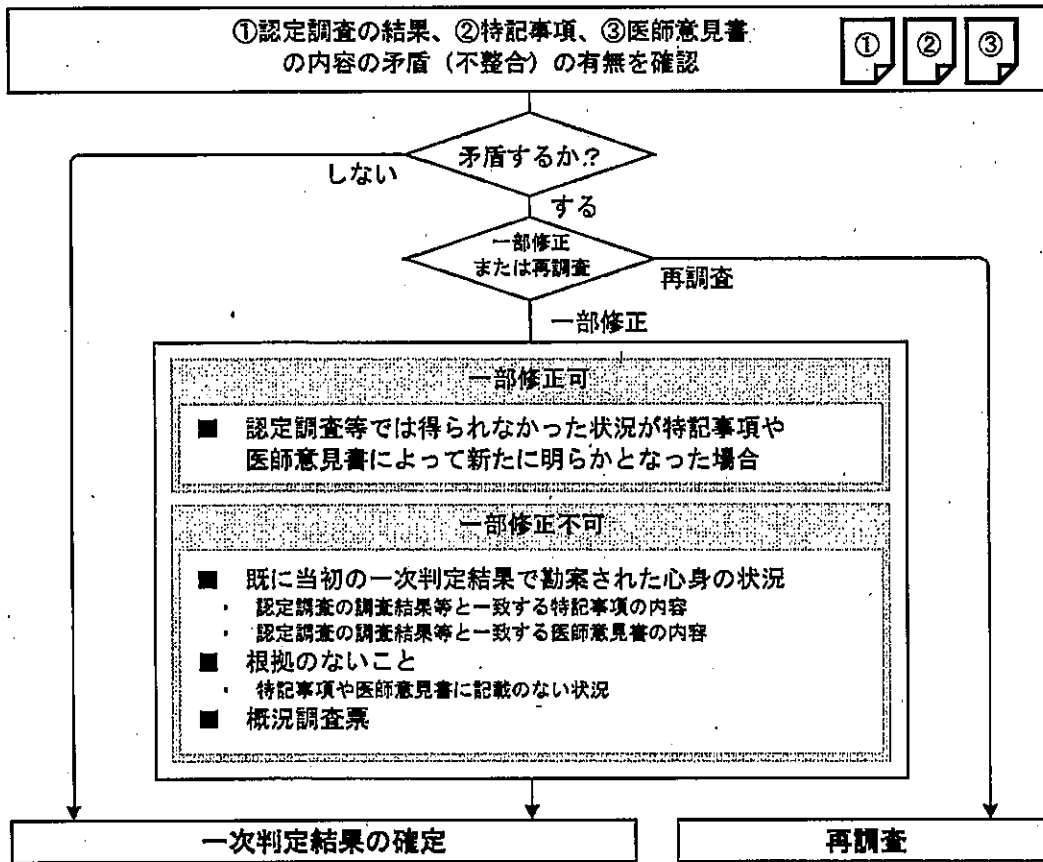 ①認定調査の結果、②特記事項、③医師意見書
の内容の矛盾（不整合）の有無を確認
① ② ③
矛盾するか？
しない
する
一部修正
または再調査
再調査
一部修正
一部修正可
■ 認定調査等では得られなかった状況が特記事項や
医師意見書によって新たに明らかとなった場合
一部修正不可
■ 既に当初の一次判定結果で勘案された心身の状況
・ 認定調査の調査結果等と一致する特記事項の内容
・ 認定調査の調査結果等と一致する医師意見書の内容
■ 根拠のないこと
・ 特記事項や医師意見書に記載のない状況
■ 概況調査票
一次判定結果の確定
再調査